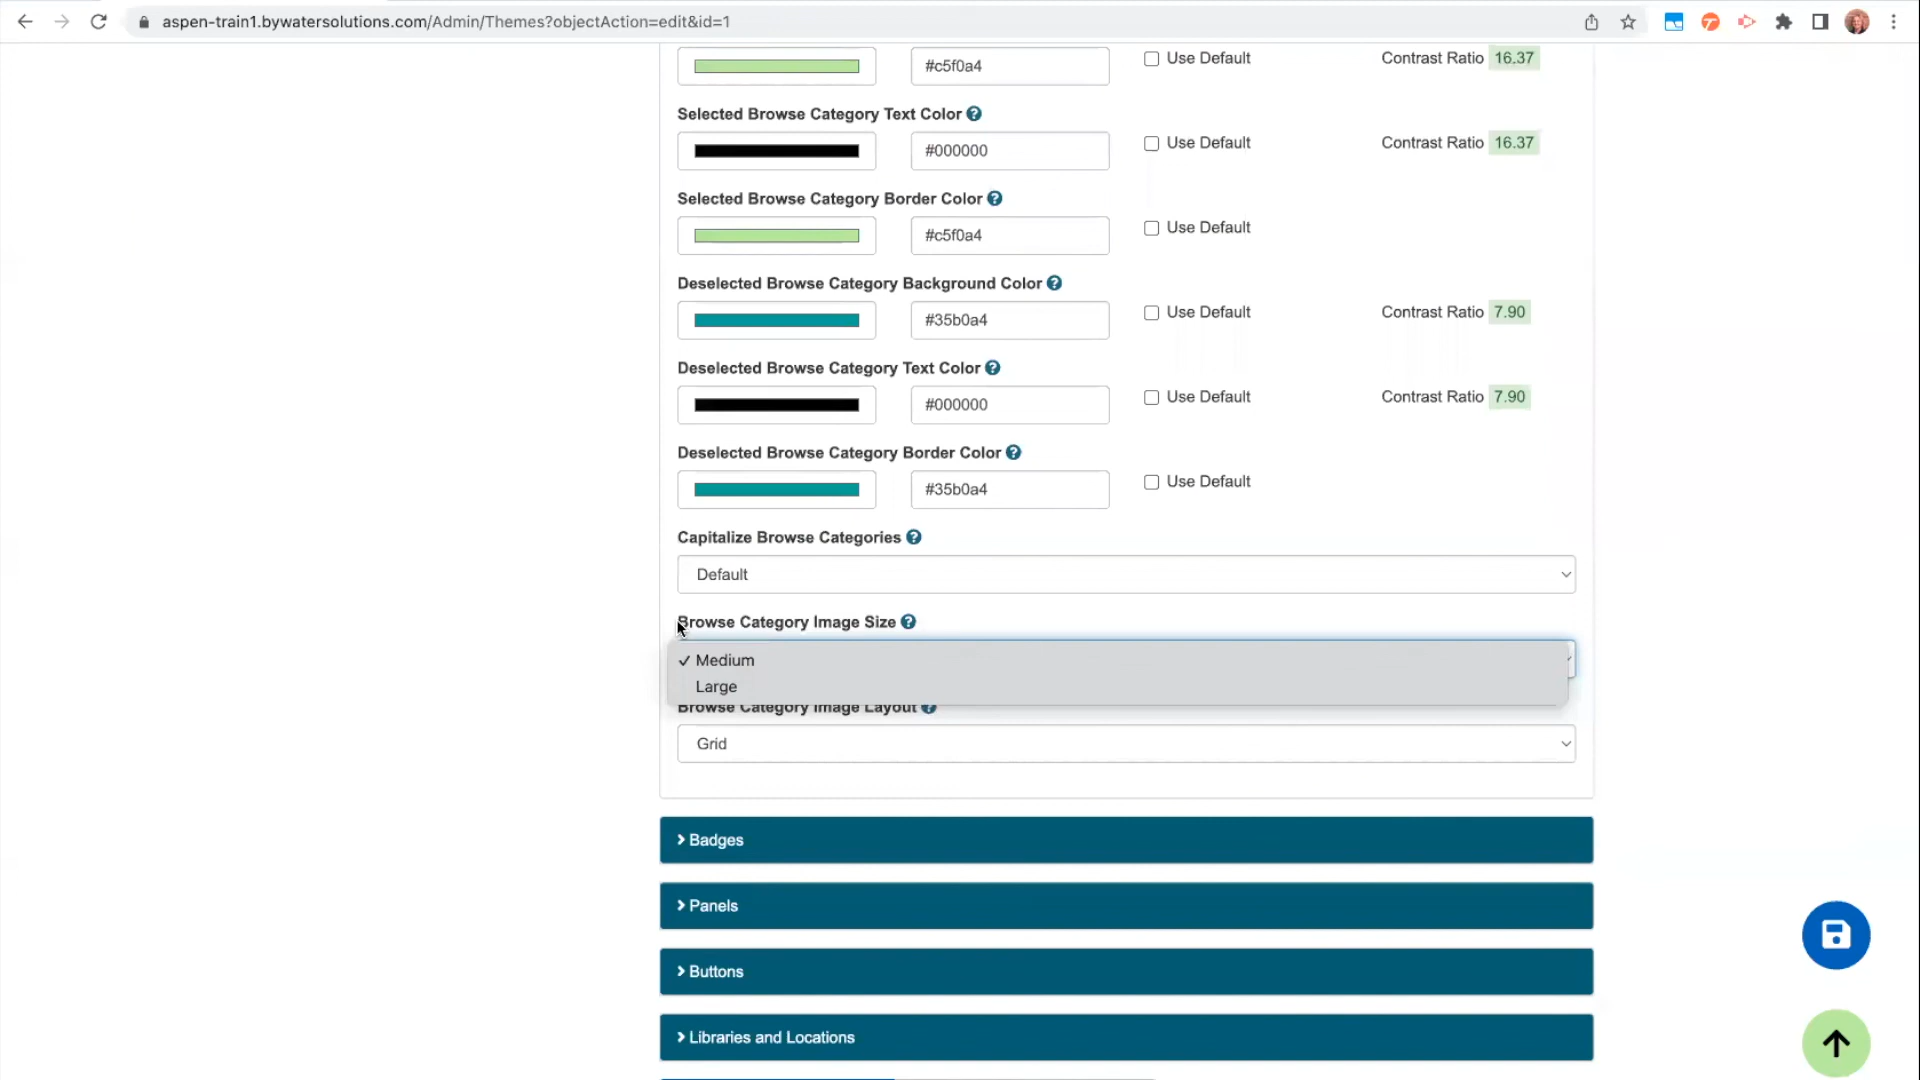 aspen-train1.bywatersolutions.com/Admin/Themes?objectAction=edit&id=1
#c5f0a4 Use Default Contrast Ratio 16.37
Selected Browse Category Text Color
#000000 Use Default Contrast Ratio 16.37
Selected Browse Category Border Color
#c5f0a4 Use Default
Deselected Browse Category Background Color
#35b0a4 Use Default Contrast Ratio 7.90
Deselected Browse Category Text Color
#000000 Use Default Contrast Ratio 7.90
Deselected Browse Category Border Color
#35b0a4 Use Default
Capitalize Browse Categories
Default
Browse Category Image Size
✓ Medium
Large
Browse Category Image Layout
Grid
Badges
Panels
Buttons
Libraries and Locations